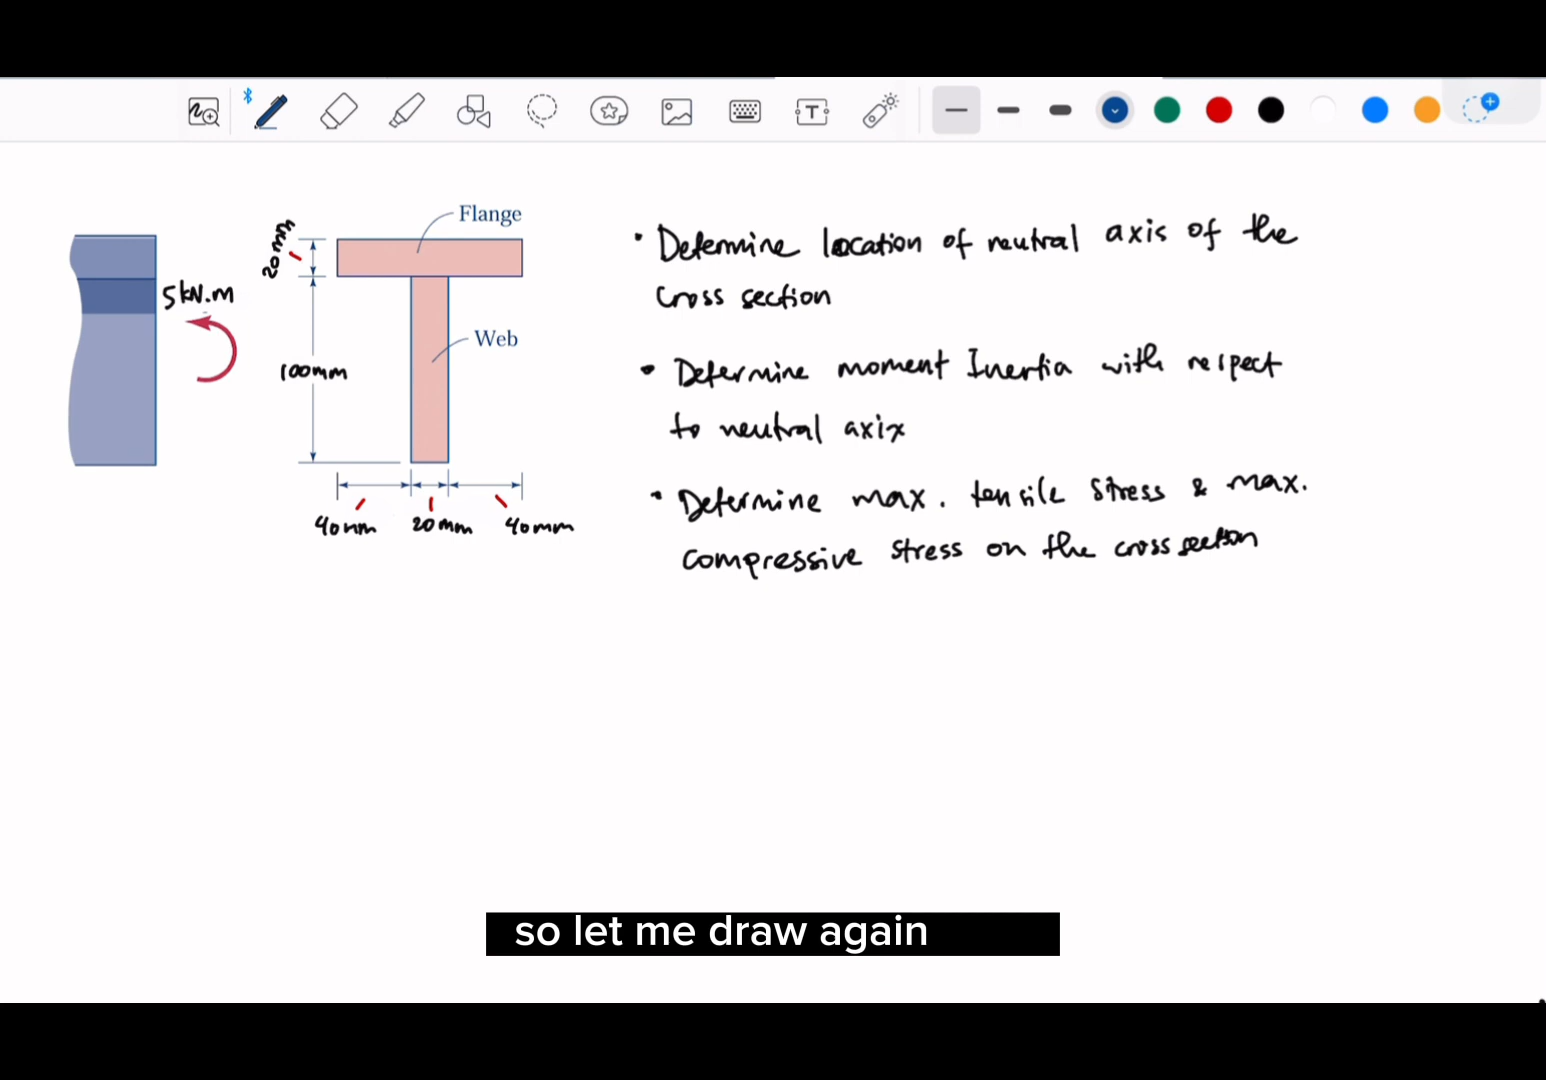 Flange
20mm
5kN.m
Web
100mm
40mm 20mm 40mm
• Determine location of neutral axis of the
cross section
• Determine moment Inertia with respect
to neutral axix
• Determine max. tensile stress & max.
compressive stress on the cross section
so let me draw again